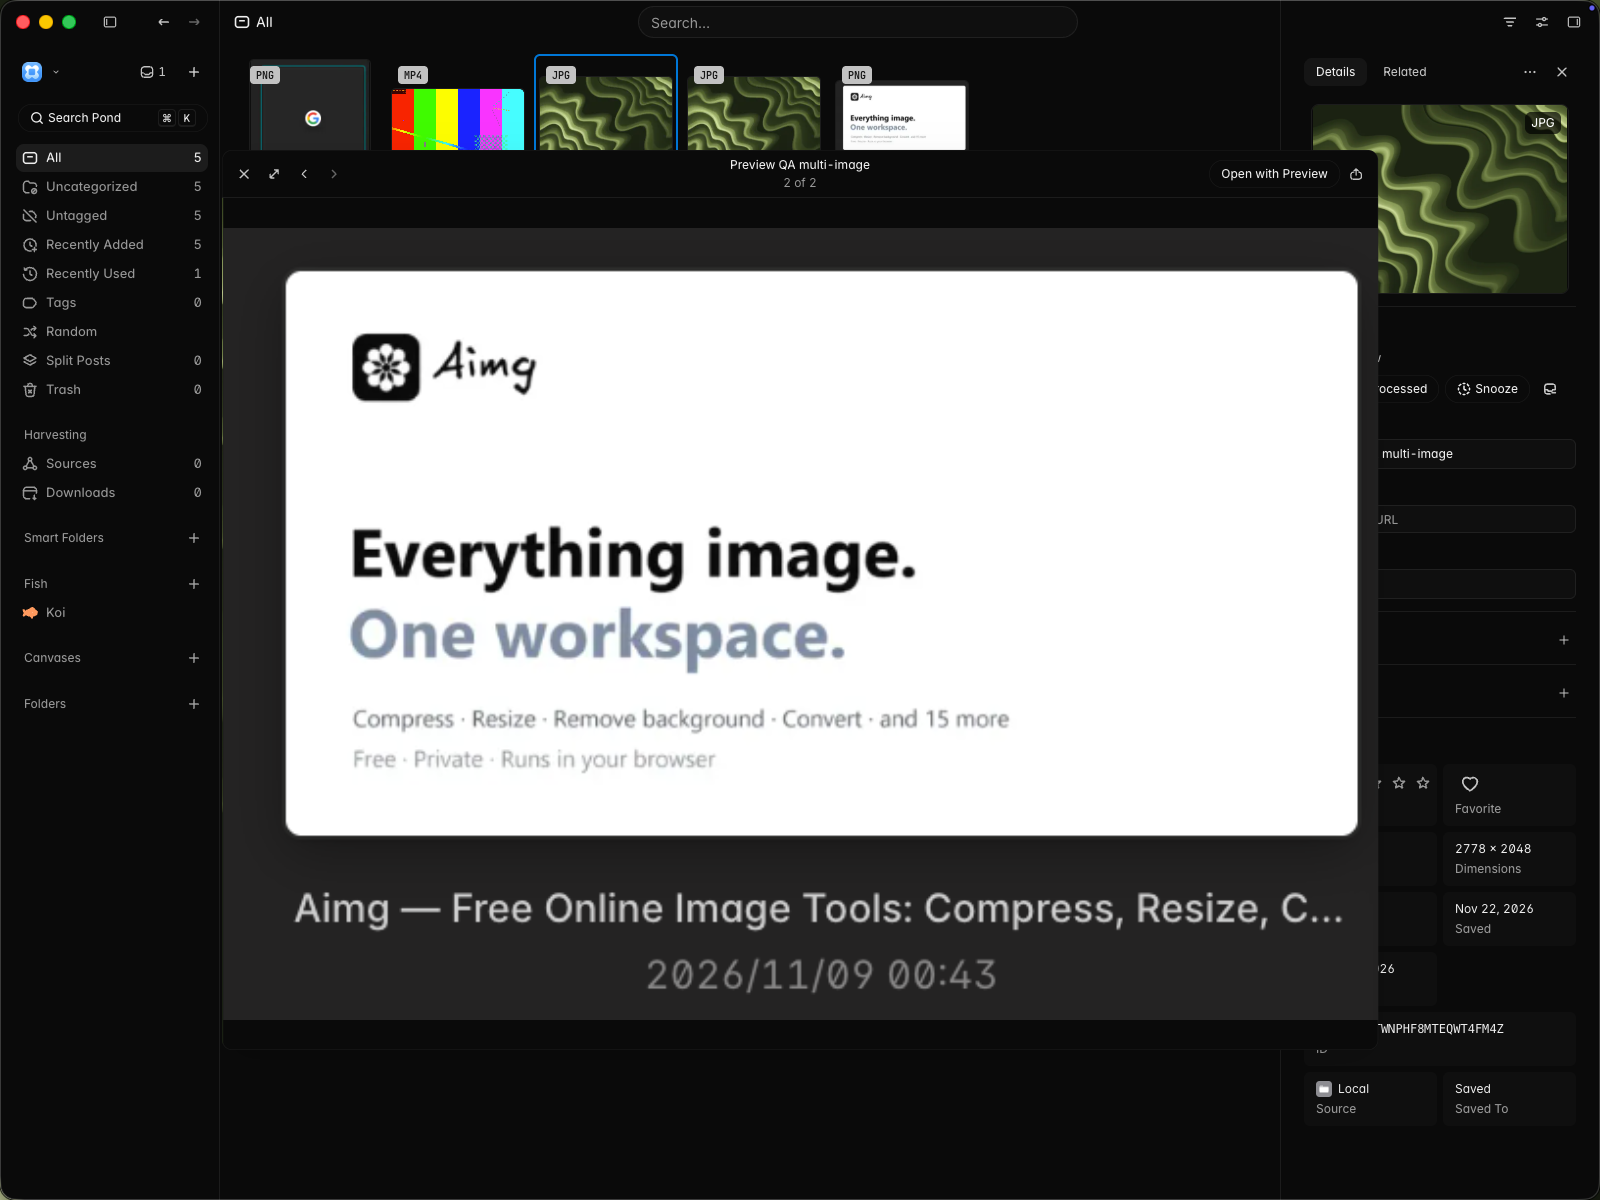 All
Search...
1
Search Pond ⌘ K
All 5
Uncategorized 5
Untagged 5
Recently Added 5
Recently Used 1
Tags 0
Random
Split Posts 0
Trash 0
Harvesting
Sources 0
Downloads 0
Smart Folders
Fish
Koi
Canvases
Folders
PNG
MP4
JPG
JPG
PNG
Aimg
Everything image.
One workspace.
Preview QA multi-image
2 of 2
Open with Preview
Aimg
Everything image.
One workspace.
Compress · Resize · Remove background · Convert · and 15 more
Free · Private · Runs in your browser
Aimg — Free Online Image Tools: Compress, Resize, C...
2026/11/09 00:43
Details
Related
JPG
ocessed
Snooze
multi-image
URL
Favorite
2778 × 2048
Dimensions
Nov 22, 2026
Saved
26
WNPHF8MTEQWT4FM4Z
ID
Local
Source
Saved
Saved To